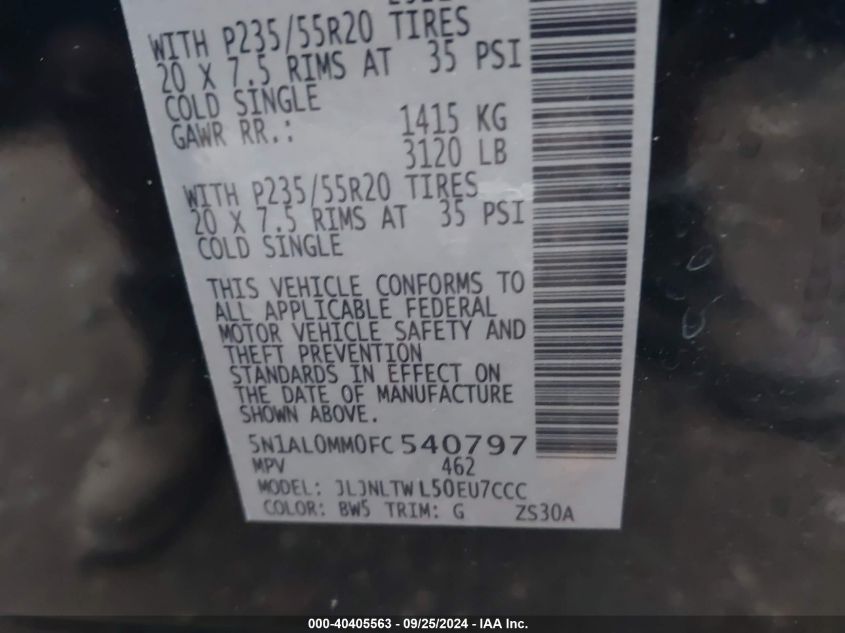 WITH P235/55R20 TIRES
20 X 7.5 RIMS AT 35 PSI
COLD SINGLE
GAWR RR.: 1415 KG
3120 LB
WITH P235/55R20 TIRES
20 X 7.5 RIMS AT 35 PSI
COLD SINGLE
THIS VEHICLE CONFORMS TO
ALL APPLICABLE FEDERAL
MOTOR VEHICLE SAFETY AND
THEFT PREVENTION
STANDARDS IN EFFECT ON
THE DATE OF MANUFACTURE
SHOWN ABOVE.
5N1AL0MM0FC540797
MPV 462
MODEL: JLJNLTWL50EU7CCC
COLOR: BW5 TRIM: G ZS30A
000-40405563 - 09/25/2024 - IAA Inc.